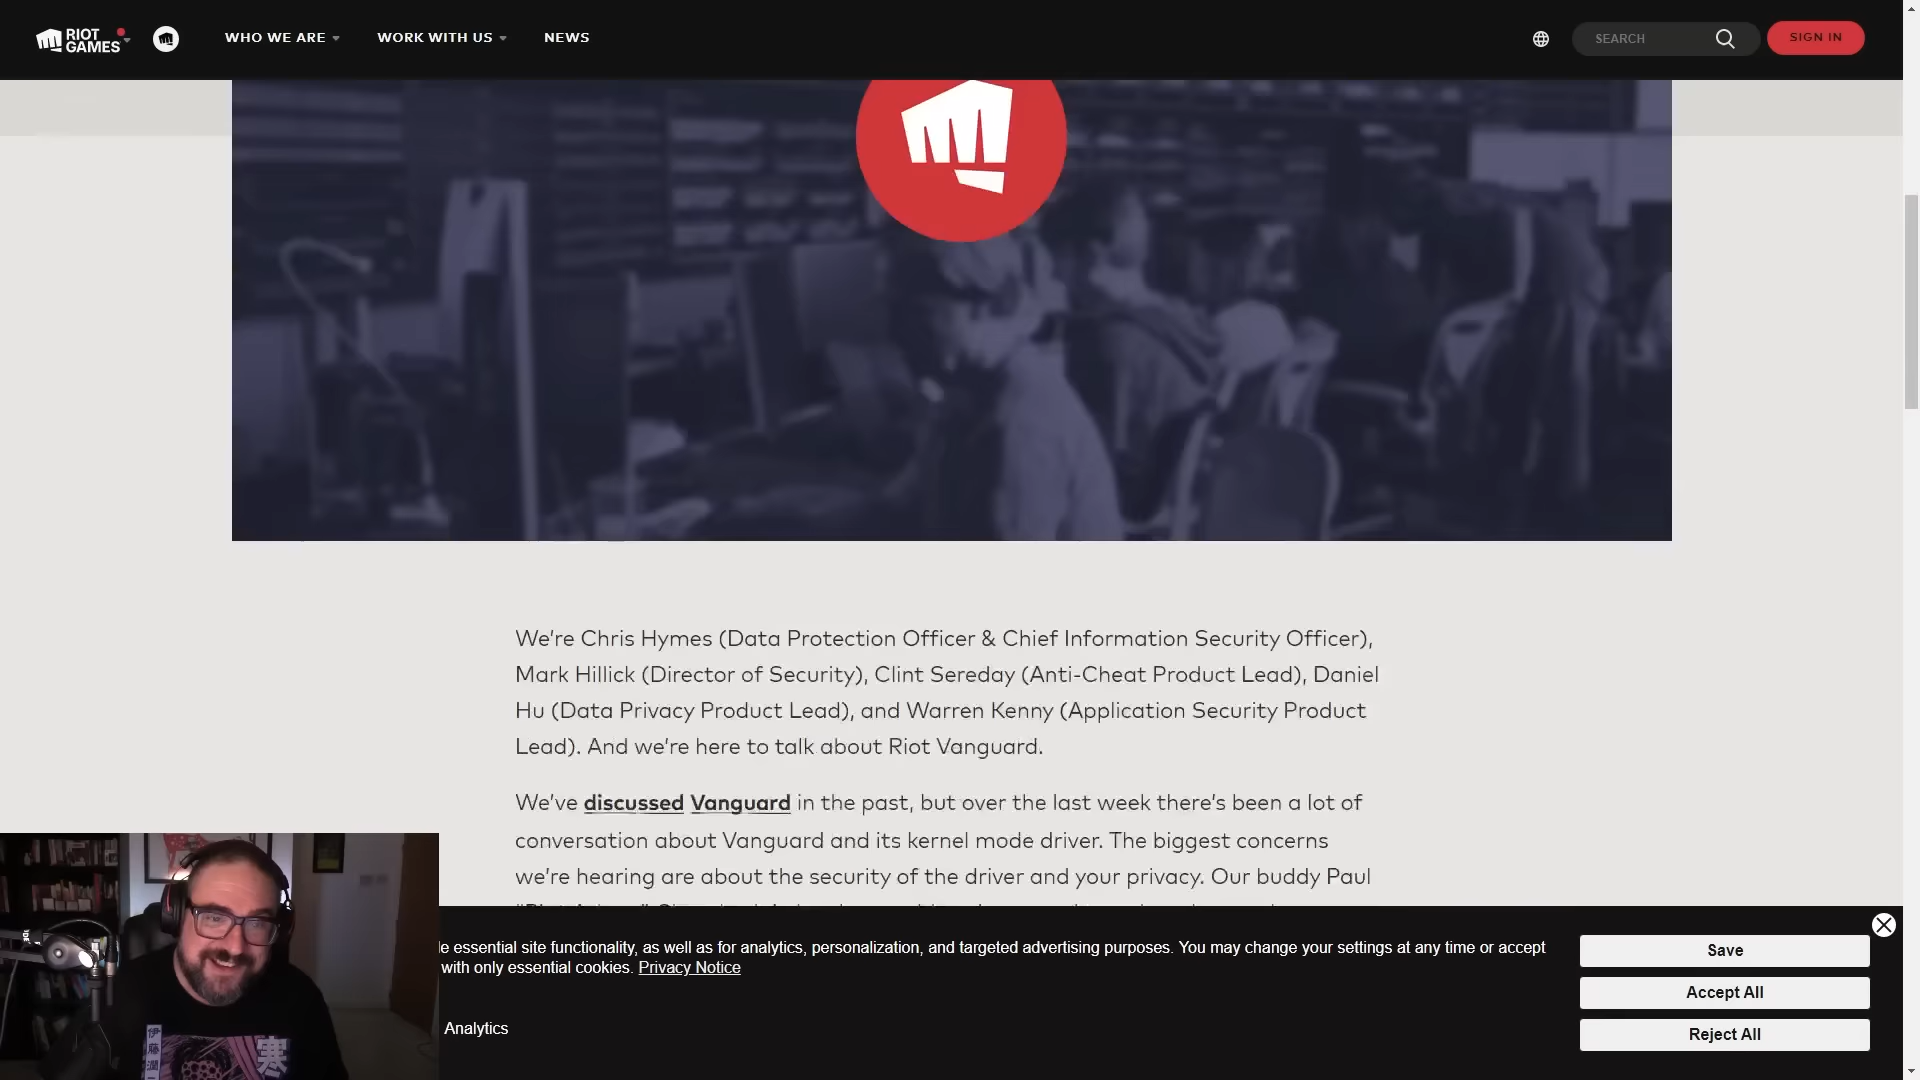 RIOT GAMES
WHO WE ARE
WORK WITH US
NEWS
SEARCH
SIGN IN
We're Chris Hymes (Data Protection Officer & Chief Information Security Officer),
Mark Hillick (Director of Security), Clint Sereday (Anti-Cheat Product Lead), Daniel
Hu (Data Privacy Product Lead), and Warren Kenny (Application Security Product
Lead). And we're here to talk about Riot Vanguard.
We've discussed Vanguard in the past, but over the last week there's been a lot of
conversation about Vanguard and its kernel mode driver. The biggest concerns
we're hearing are about the security of the driver and your privacy. Our buddy Paul
essential site functionality, as well as for analytics, personalization, and targeted advertising purposes. You may change your settings at any time or accept
with only essential cookies. Privacy Notice
Analytics
Save
Accept All
Reject All
伊藤潤二
寒